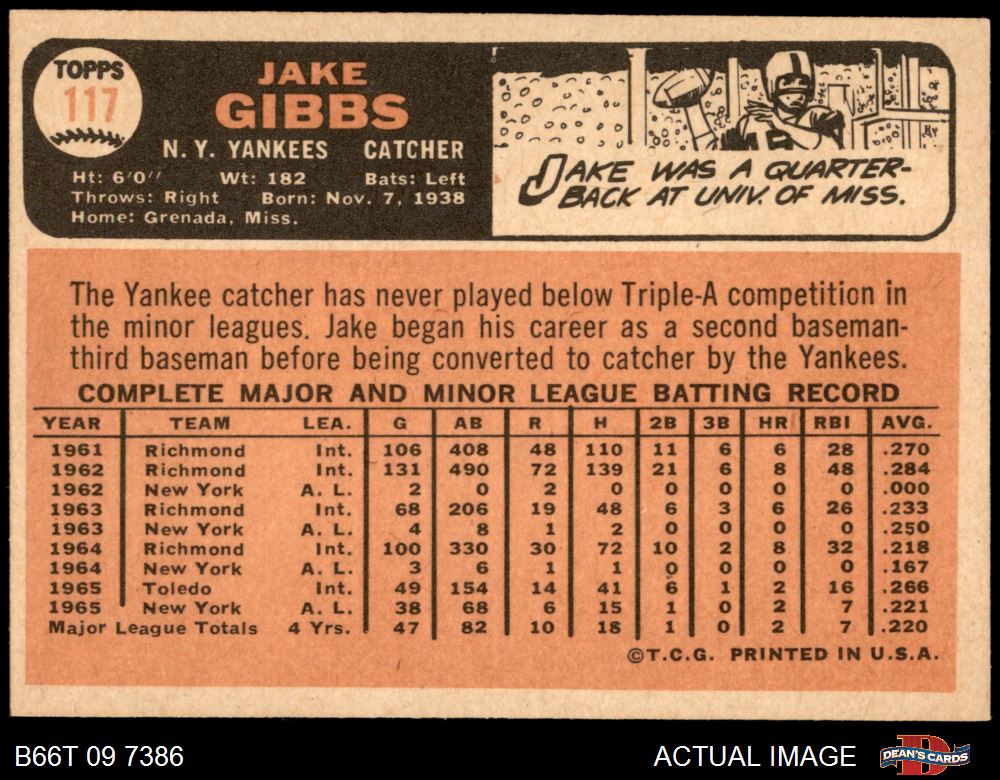 TOPPS
117
JAKE
GIBBS
N. Y. YANKEES CATCHER
Ht: 6'0" Wt: 182 Bats: Left
Throws: Right Born: Nov. 7, 1938
Home: Grenada, Miss.
JAKE WAS A QUARTER-
BACK AT UNIV. OF MISS.
The Yankee catcher has never played below Triple-A competition in
the minor leagues. Jake began his career as a second baseman-
third baseman before being converted to catcher by the Yankees.
COMPLETE MAJOR AND MINOR LEAGUE BATTING RECORD
YEAR TEAM LEA. G AB R H 2B 3B HR RBI AVG.
1961 Richmond Int. 106 408 48 110 11 6 6 28 .270
1962 Richmond Int. 131 490 72 139 21 6 8 48 .284
1962 New York A. L. 2 0 2 0 0 0 0 0 .000
1963 Richmond Int. 68 206 19 48 6 3 6 26 .233
1963 New York A. L. 4 8 1 2 0 0 0 0 .250
1964 Richmond Int. 100 330 30 72 10 2 8 32 .218
1964 New York A. L. 3 6 1 1 0 0 0 0 .167
1965 Toledo Int. 49 154 14 41 6 1 2 16 .266
1965 New York A. L. 38 68 6 15 1 0 2 7 .221
Major League Totals 4 Yrs. 47 82 10 18 1 0 2 7 .220
©T.C.G. PRINTED IN U.S.A.
B66T 09 7386 ACTUAL IMAGE DEAN'S CARDS